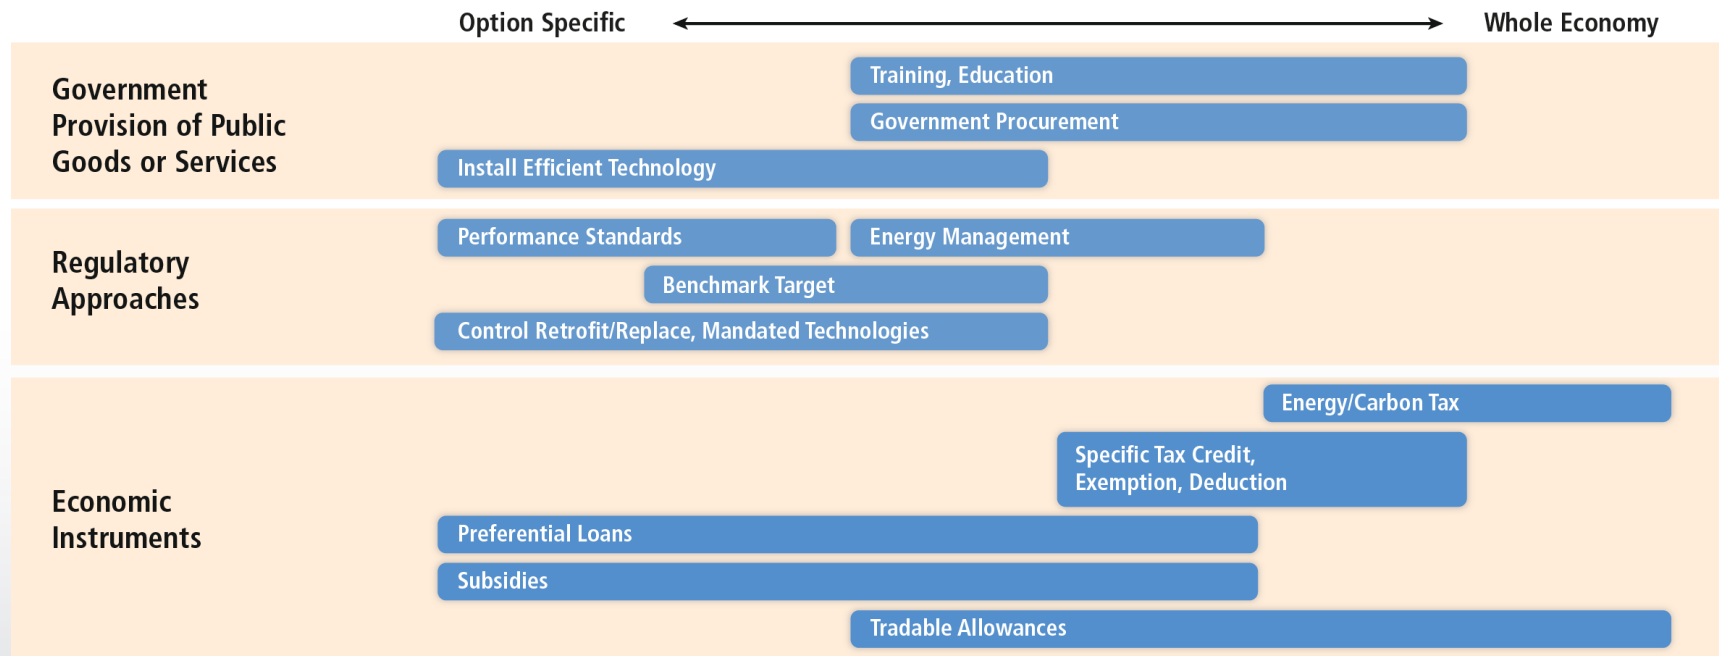 Option Specific
Whole Economy
Government
Provision of Public
Goods or Services
Training, Education
Government Procurement
Install Efficient Technology
Regulatory
Approaches
Performance Standards
Energy Management
Benchmark Target
Control Retrofit/Replace, Mandated Technologies
Economic
Instruments
Energy/Carbon Tax
Specific Tax Credit,
Exemption, Deduction
Preferential Loans
Subsidies
Tradable Allowances